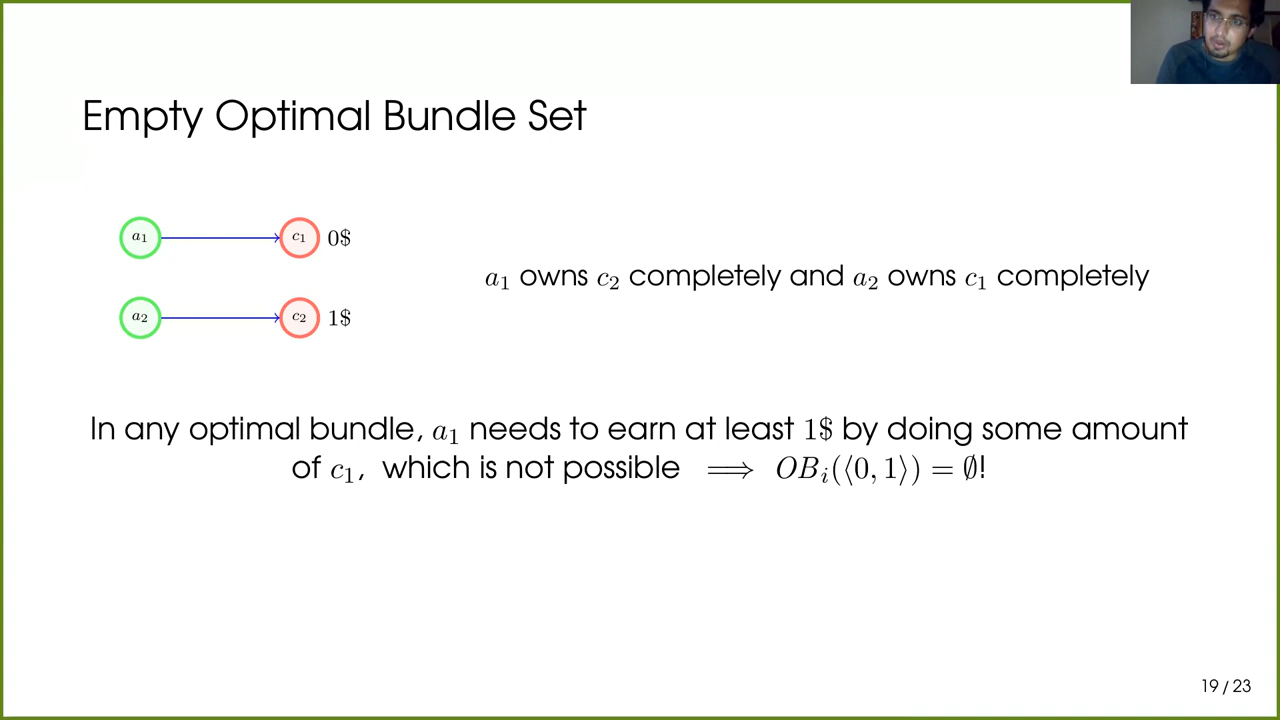 Empty Optimal Bundle Set
a₁ c₁ 0$
a₁ owns c₂ completely and a₂ owns c₁ completely
a₂ c₂ 1$
In any optimal bundle, a₁ needs to earn at least 1$ by doing some amount
of c₁, which is not possible ⟹ OBᵢ(⟨0, 1⟩) = ∅!
19 / 23